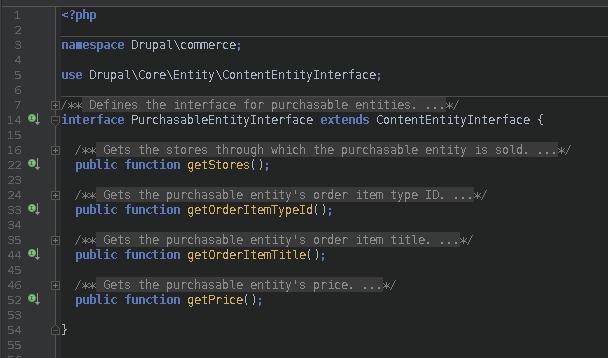 1 <?php
2
3 namespace Drupal\commerce;
4
5 use Drupal\Core\Entity\ContentEntityInterface;
6
7 /** Defines the interface for purchasable entities. ...*/
14 interface PurchasableEntityInterface extends ContentEntityInterface {
15
16 /** Gets the stores through which the purchasable entity is sold. ...*/
22 public function getStores();
23
24 /** Gets the purchasable entity's order item type ID. ...*/
33 public function getOrderItemTypeId();
34
35 /** Gets the purchasable entity's order item title. ...*/
44 public function getOrderItemTitle();
45
46 /** Gets the purchasable entity's price. ...*/
52 public function getPrice();
53
54 }
55